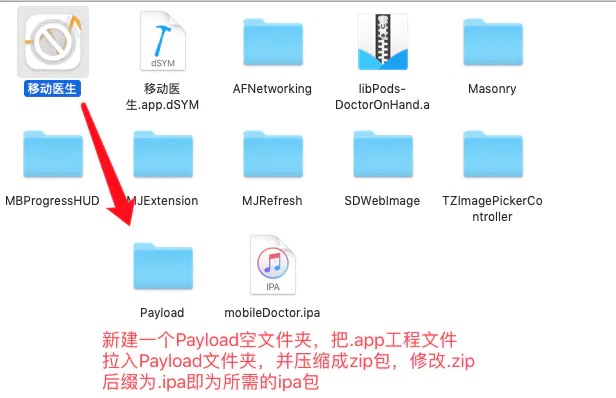 dSYM
移动医生
移动医
生.app.dSYM
AFNetworking
libPods-
DoctorOnHand.a
Masonry
MBProgressHUD
MJExtension
MJRefresh
SDWebImage
TZImagePickerCo
ntroller
IPA
Payload
mobileDoctor.ipa
新建一个Payload空文件夹，把.app工程文件
拉入Payload文件夹，并压缩成zip包，修改.zip
后缀为.ipa即为所需的ipa包